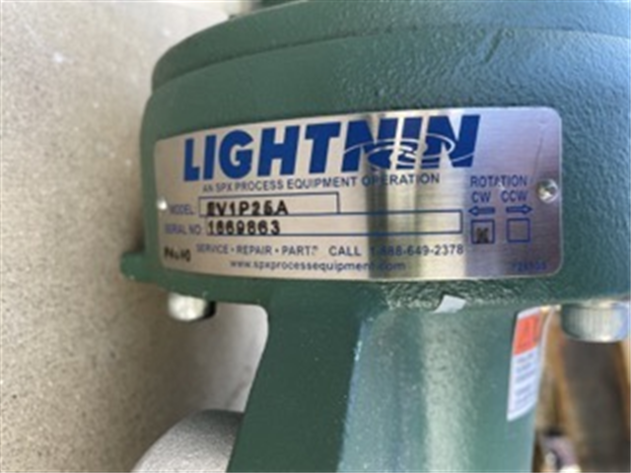 LIGHTNIN
AN SPX PROCESS EQUIPMENT OPERATION
MODEL EV1P25A
SERIAL NO 1669863
ROTATION
CW CCW
X
SERVICE • REPAIR • PARTS CALL 1-888-649-2378
www.spxprocessequipment.com